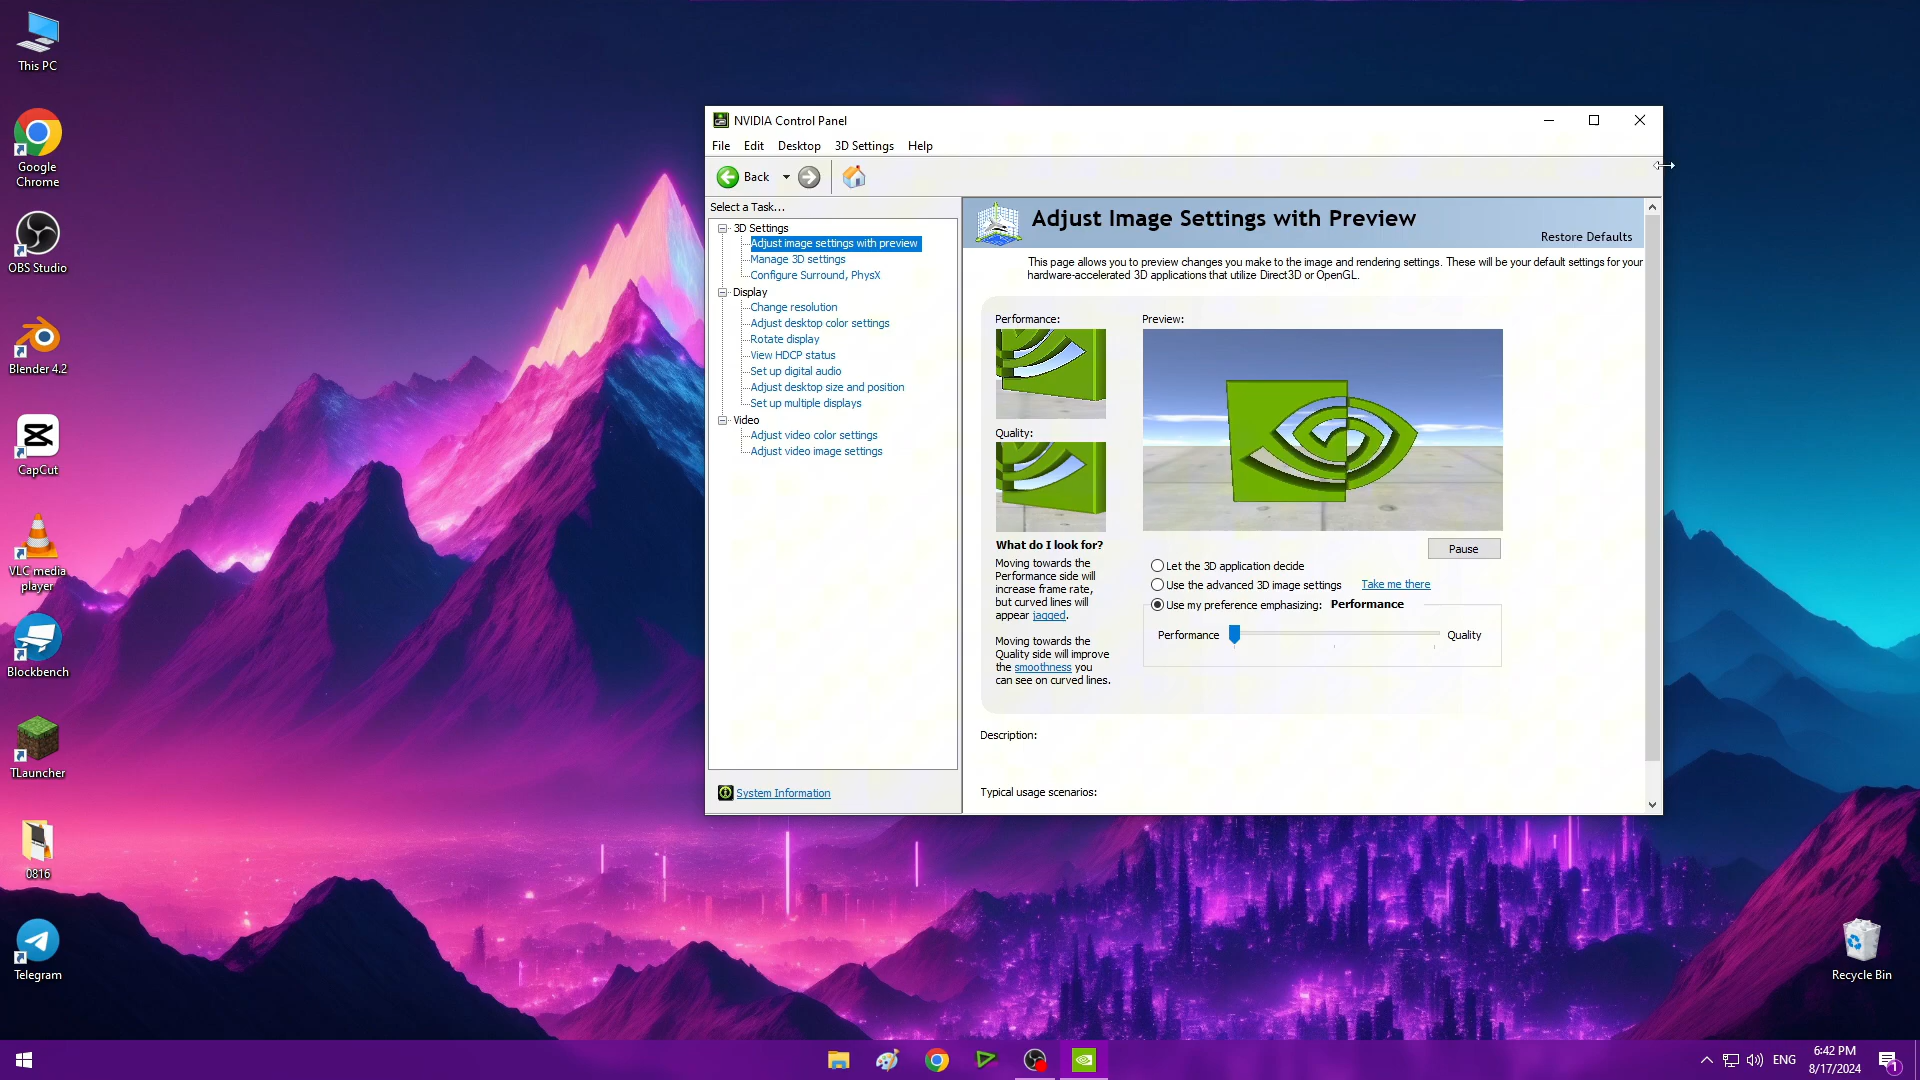 This PC
Google
Chrome
OBS Studio
Blender 4.2
CapCut
VLC media
player
Blockbench
TLauncher
0816
Telegram
NVIDIA Control Panel
File Edit Desktop 3D Settings Help
Back
Select a Task...
3D Settings
Adjust image settings with preview
Manage 3D settings
Configure Surround, PhysX
Display
Change resolution
Adjust desktop color settings
Rotate display
View HDCP status
Set up digital audio
Adjust desktop size and position
Set up multiple displays
Video
Adjust video color settings
Adjust video image settings
System Information
Adjust Image Settings with Preview
Restore Defaults
This page allows you to preview changes you make to the image and rendering settings. These will be your default settings for your
hardware-accelerated 3D applications that utilize Direct3D or OpenGL.
Performance:
Quality:
What do I look for?
Moving towards the
Performance side will
increase frame rate,
but curved lines will
appear jagged.
Moving towards the
Quality side will improve
the smoothness you
can see on curved lines.
Preview:
Pause
Let the 3D application decide
Use the advanced 3D image settings Take me there
Use my preference emphasizing: Performance
Performance Quality
Description:
Typical usage scenarios:
Recycle Bin
ENG
6:42 PM
8/17/2024
1